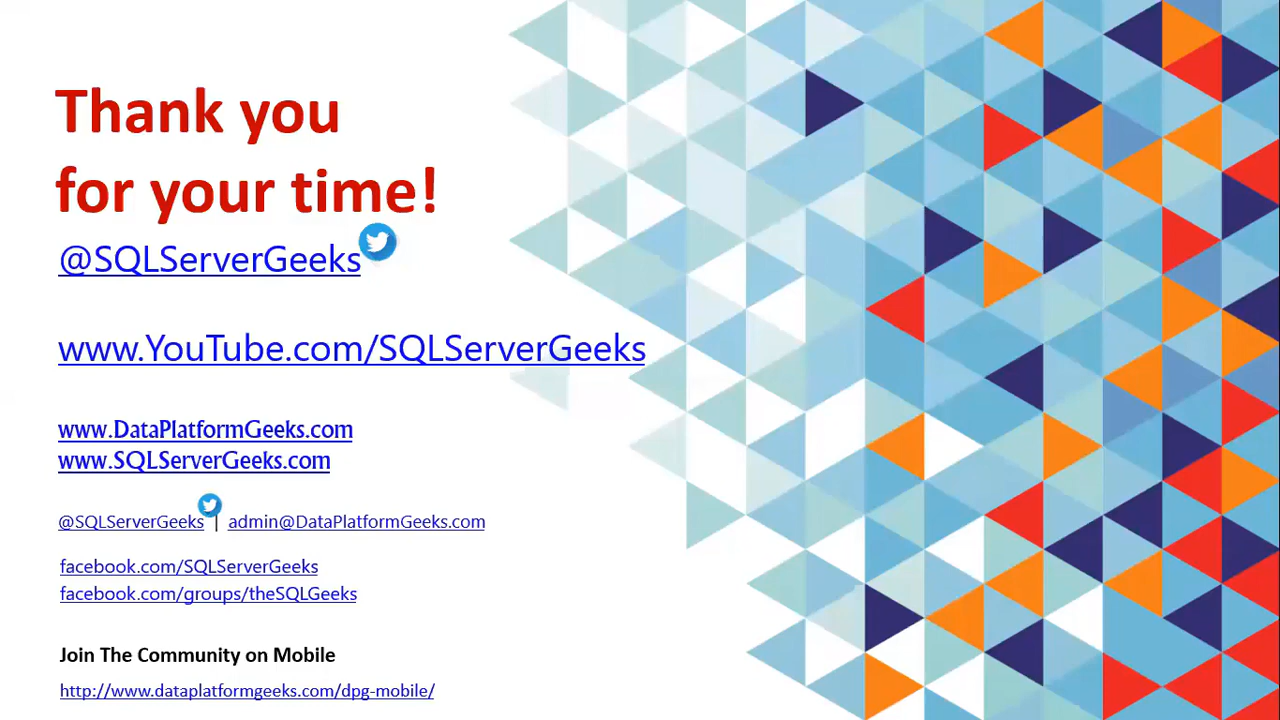 Thank you
for your time!
@SQLServerGeeks
www.YouTube.com/SQLServerGeeks
www.DataPlatformGeeks.com
www.SQLServerGeeks.com
@SQLServerGeeks | admin@DataPlatformGeeks.com
facebook.com/SQLServerGeeks
facebook.com/groups/theSQLGeeks
Join The Community on Mobile
http://www.dataplatformgeeks.com/dpg-mobile/